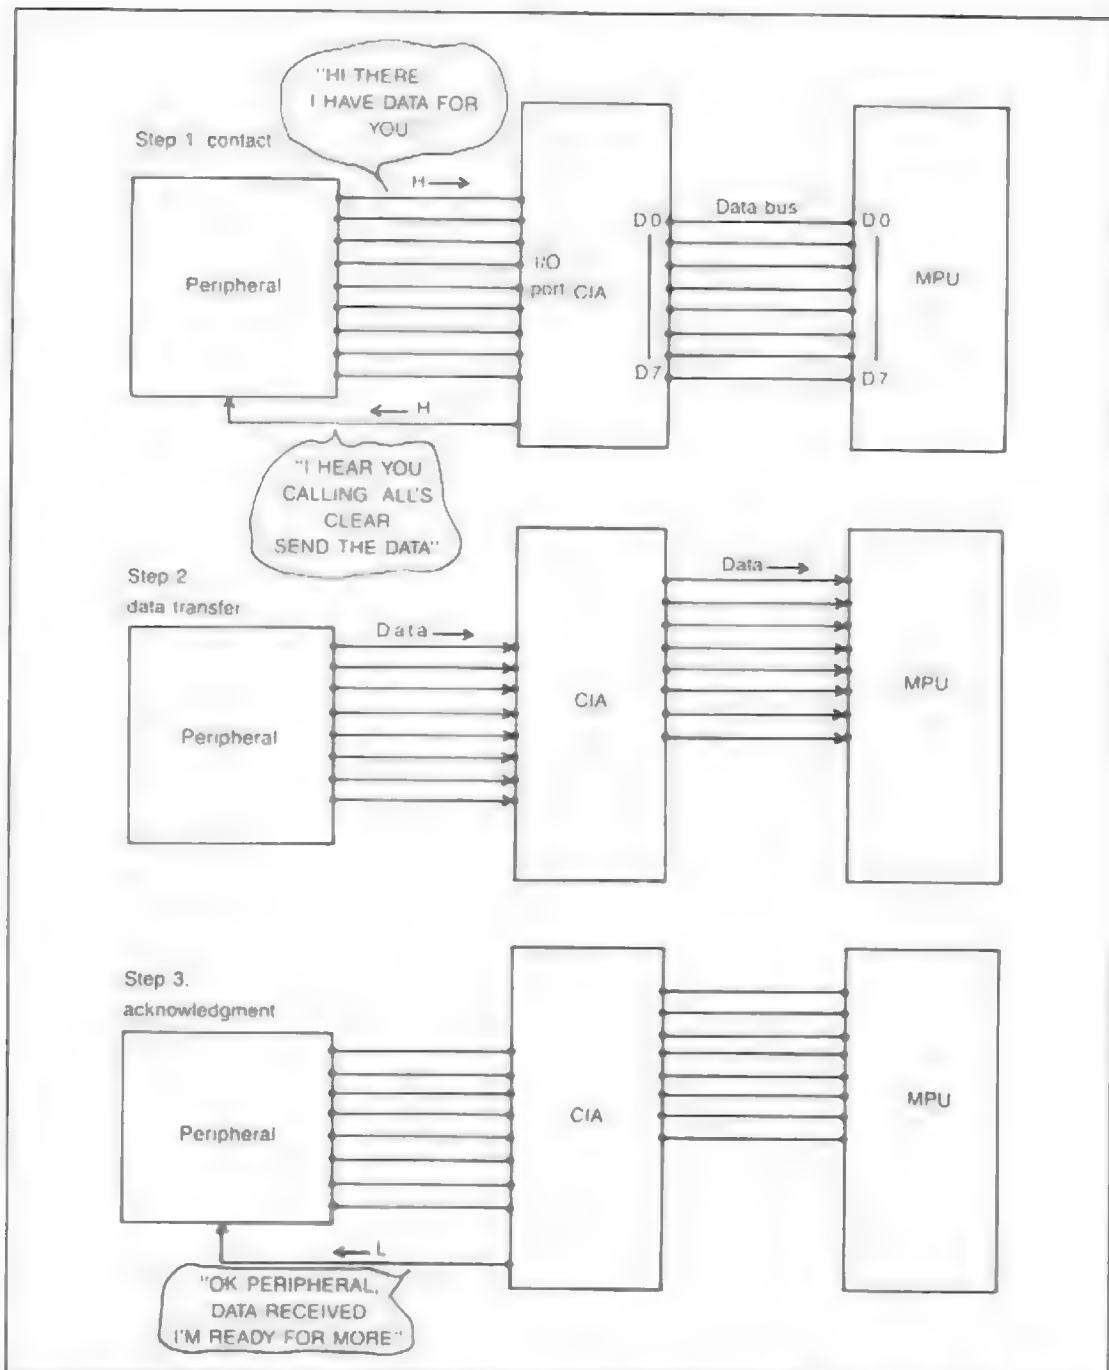 "HI THERE
I HAVE DATA FOR
YOU
Step 1 contact
H
Data bus
D0
D0
I/O
port
CIA
Peripheral
MPU
D7
D7
H
"I HEAR YOU
CALLING ALL'S
CLEAR
SEND THE DATA"
Step 2
data transfer
Data
Data
Peripheral
CIA
MPU
Step 3.
acknowledgment
Peripheral
CIA
MPU
L
"OK PERIPHERAL,
DATA RECEIVED
I'M READY FOR MORE"